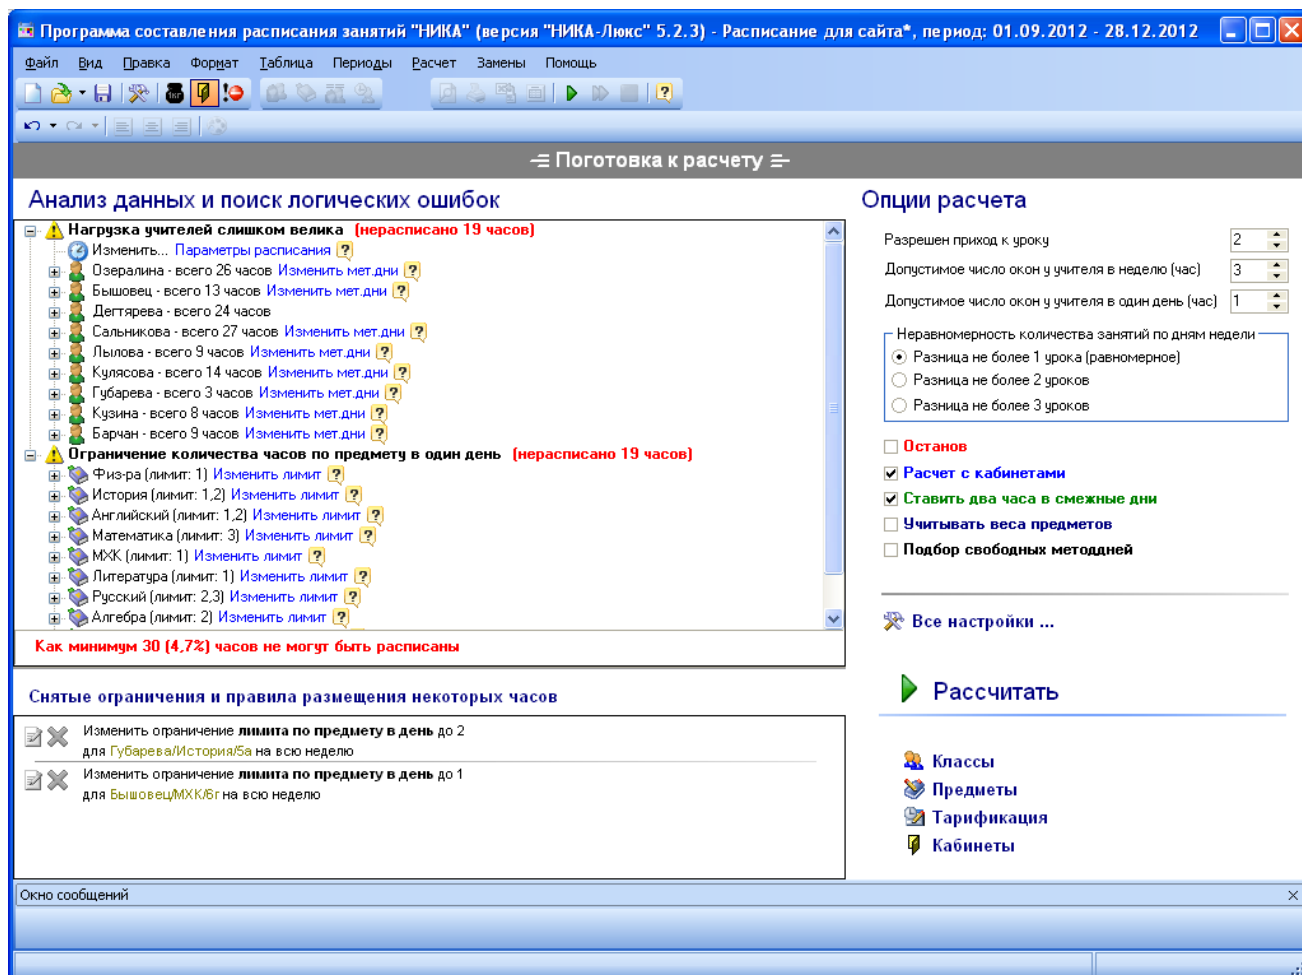 Программа составления расписания занятий "НИКА" (версия "НИКА-Люкс" 5.2.3) - Расписание для сайта*, период: 01.09.2012 - 28.12.2012
Файл Вид Правка Формат Таблица Периоды Расчет Замены Помощь
Поготовка к расчету
Анализ данных и поиск логических ошибок
Нагрузка учителей слишком велика (нерасписано 19 часов)
Изменить... Параметры расписания ?
Озералина - всего 26 часов Изменить мет.дни ?
Бышовец - всего 13 часов Изменить мет.дни ?
Дегтярева - всего 24 часов
Сальникова - всего 27 часов Изменить мет.дни ?
Лылова - всего 9 часов Изменить мет.дни ?
Кулясова - всего 14 часов Изменить мет.дни ?
Губарева - всего 3 часов Изменить мет.дни ?
Кузина - всего 8 часов Изменить мет.дни ?
Барчан - всего 9 часов Изменить мет.дни ?
Ограничение количества часов по предмету в один день (нерасписано 19 часов)
Физ-ра (лимит: 1) Изменить лимит ?
История (лимит: 1,2) Изменить лимит ?
Английский (лимит: 1,2) Изменить лимит ?
Математика (лимит: 3) Изменить лимит ?
МХК (лимит: 1) Изменить лимит ?
Литература (лимит: 1) Изменить лимит ?
Русский (лимит: 2,3) Изменить лимит ?
Алгебра (лимит: 2) Изменить лимит ?
Как минимум 30 (4,7%) часов не могут быть расписаны
Снятые ограничения и правила размещения некоторых часов
Изменить ограничение лимита по предмету в день до 2
для Губарева/История/5а на всю неделю
Изменить ограничение лимита по предмету в день до 1
для Бышовец/МХК/6г на всю неделю
Опции расчета
Разрешен приход к уроку 2
Допустимое число окон у учителя в неделю (час) 3
Допустимое число окон у учителя в один день (час) 1
Неравномерность количества занятий по дням недели
Разница не более 1 урока (равномерное)
Разница не более 2 уроков
Разница не более 3 уроков
Останов
Расчет с кабинетами
Ставить два часа в смежные дни
Учитывать веса предметов
Подбор свободных методдней
Все настройки ...
Рассчитать
Классы
Предметы
Тарификация
Кабинеты
Окно сообщений